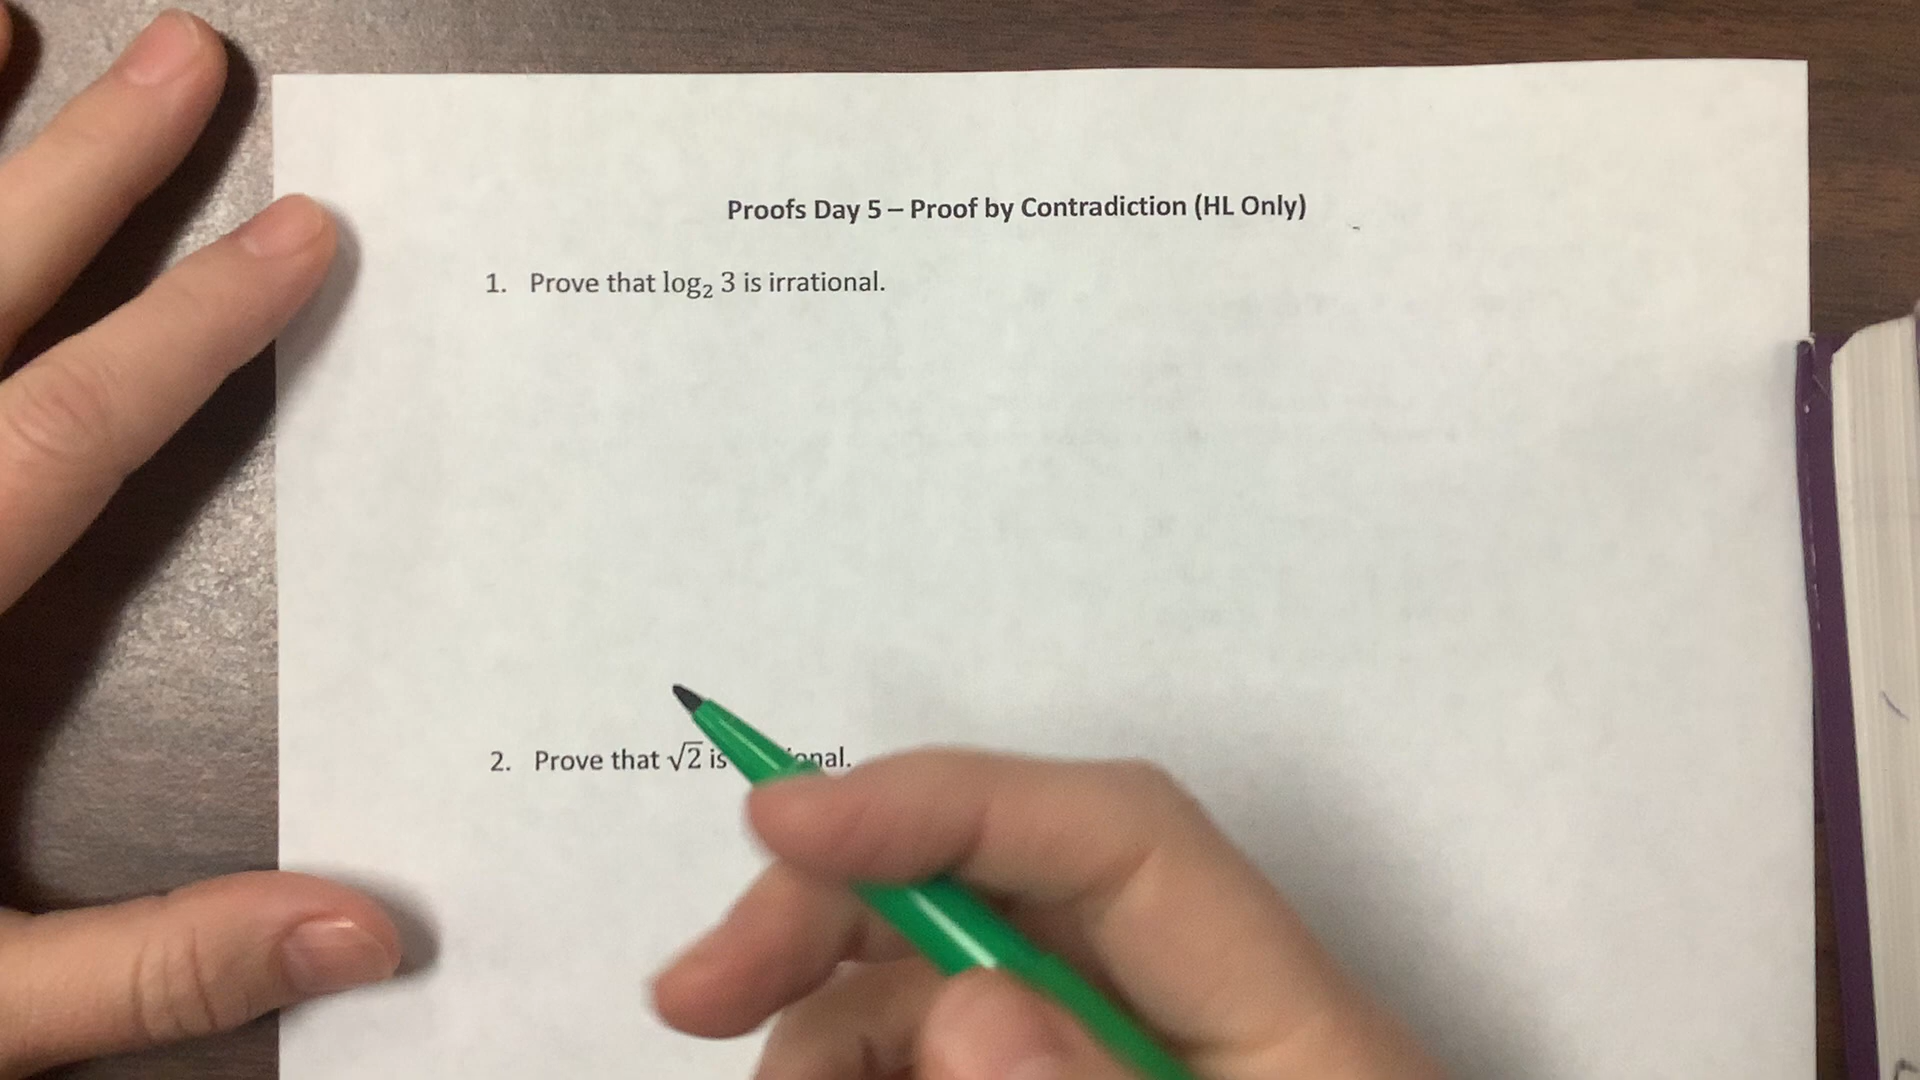 Proofs Day 5 – Proof by Contradiction (HL Only)
1. Prove that log₂ 3 is irrational.
2. Prove that √2 is